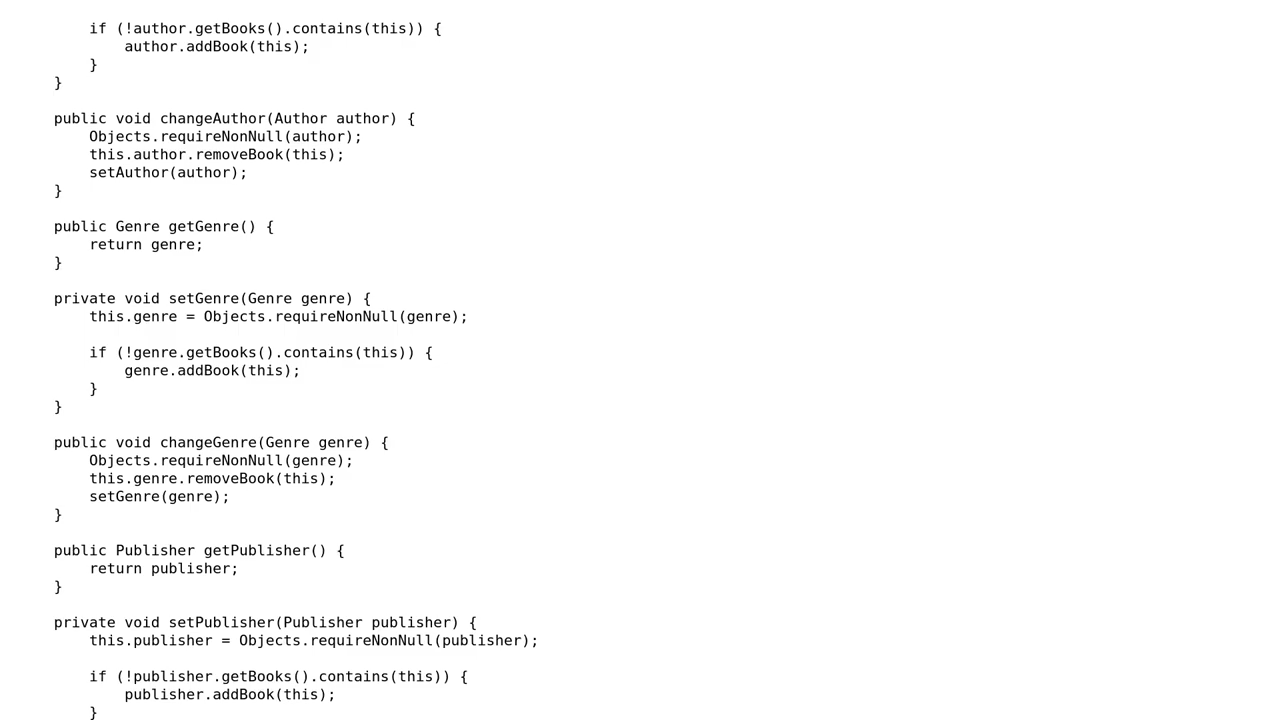 if (!author.getBooks().contains(this)) {
            author.addBook(this);
        }
    }

    public void changeAuthor(Author author) {
        Objects.requireNonNull(author);
        this.author.removeBook(this);
        setAuthor(author);
    }

    public Genre getGenre() {
        return genre;
    }

    private void setGenre(Genre genre) {
        this.genre = Objects.requireNonNull(genre);

        if (!genre.getBooks().contains(this)) {
            genre.addBook(this);
        }
    }

    public void changeGenre(Genre genre) {
        Objects.requireNonNull(genre);
        this.genre.removeBook(this);
        setGenre(genre);
    }

    public Publisher getPublisher() {
        return publisher;
    }

    private void setPublisher(Publisher publisher) {
        this.publisher = Objects.requireNonNull(publisher);

        if (!publisher.getBooks().contains(this)) {
            publisher.addBook(this);
        }